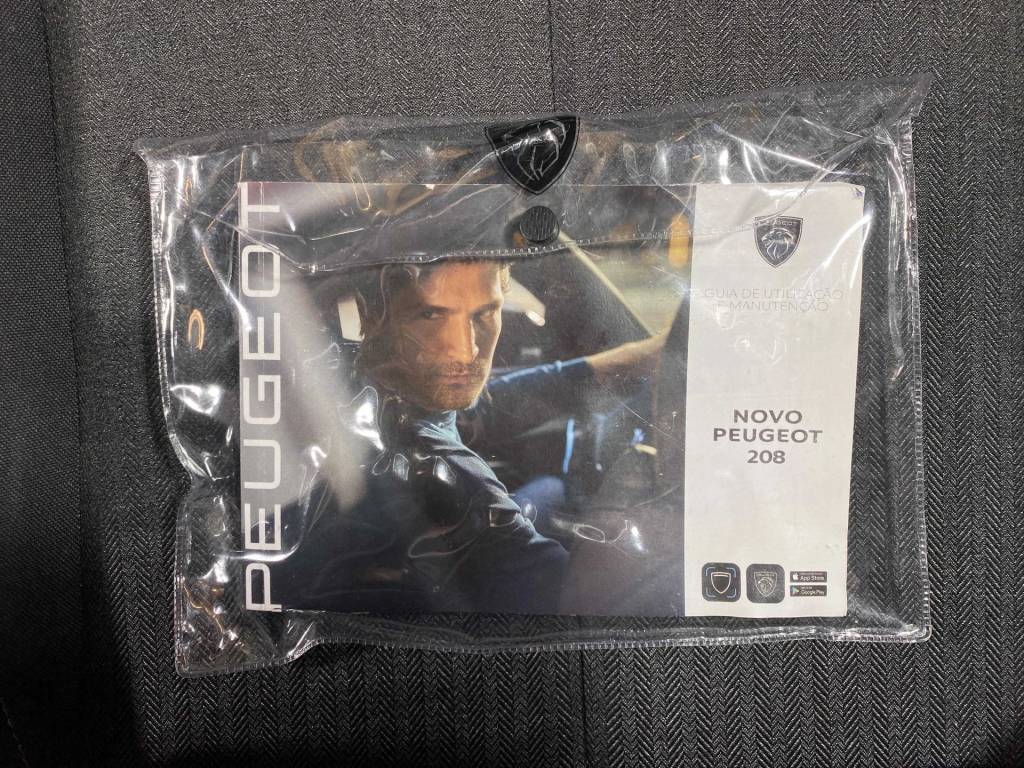 PEUGEOT
GUIA DE UTILIZAÇÃO
E MANUTENÇÃO
NOVO
PEUGEOT
208
App Store
Google Play